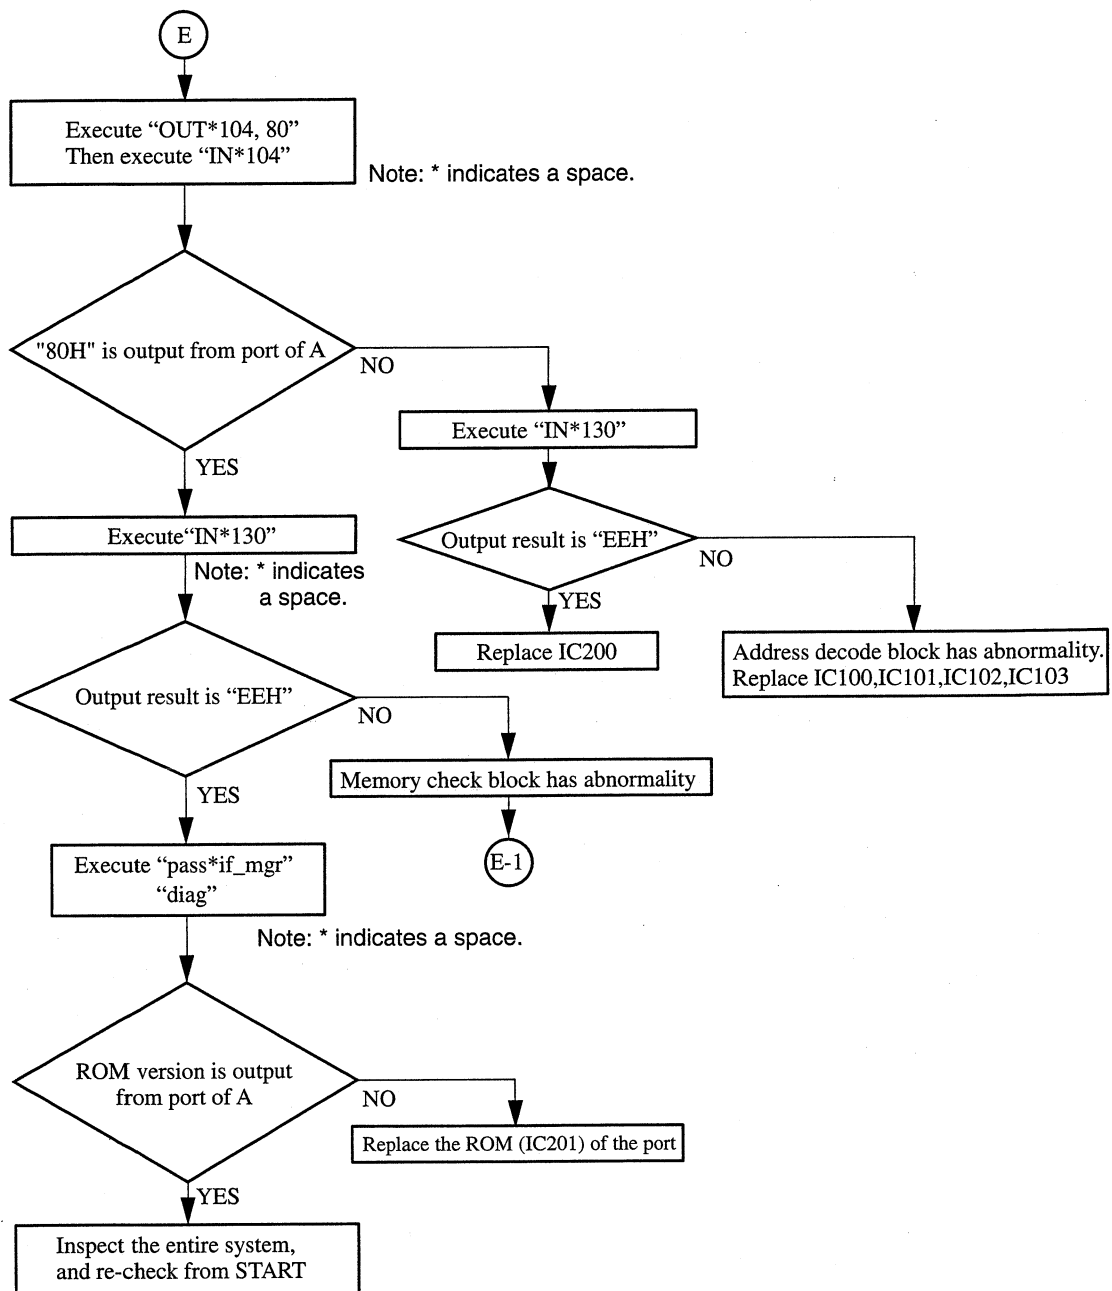 E
Execute “OUT*104, 80”
Then execute “IN*104”
Note: * indicates a space.
"80H" is output from port of A
NO
YES
Execute “IN*130”
Output result is “EEH”
NO
YES
Replace IC200
Address decode block has abnormality.
Replace IC100,IC101,IC102,IC103
Execute“IN*130”
Note: * indicates
a space.
Output result is “EEH”
NO
YES
Memory check block has abnormality
E-1
Execute “pass*if_mgr”
“diag”
Note: * indicates a space.
ROM version is output
from port of A
NO
YES
Replace the ROM (IC201) of the port
Inspect the entire system,
and re-check from START